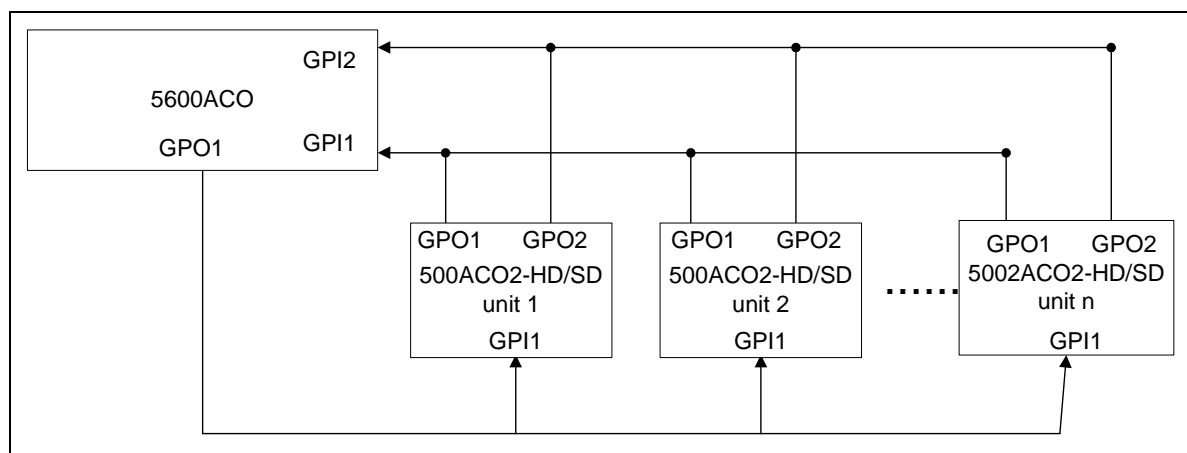 GPI2
5600ACO
GPO1 GPI1
GPO1 GPO2
500ACO2-HD/SD
unit 1
GPI1
GPO1 GPO2
500ACO2-HD/SD
unit 2
GPI1
GPO1 GPO2
5002ACO2-HD/SD
unit n
GPI1